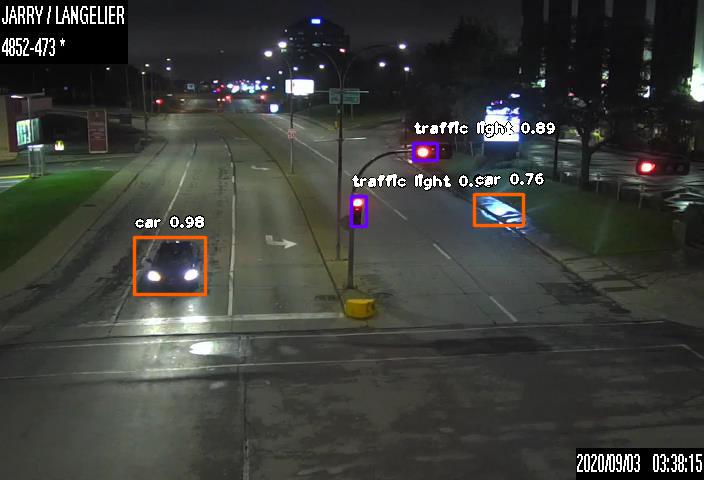 JARRY / LANGELIER
4852-473 *
traffic light 0.89
traffic light 0.
car 0.76
car 0.98
2020/09/03 03:38:15